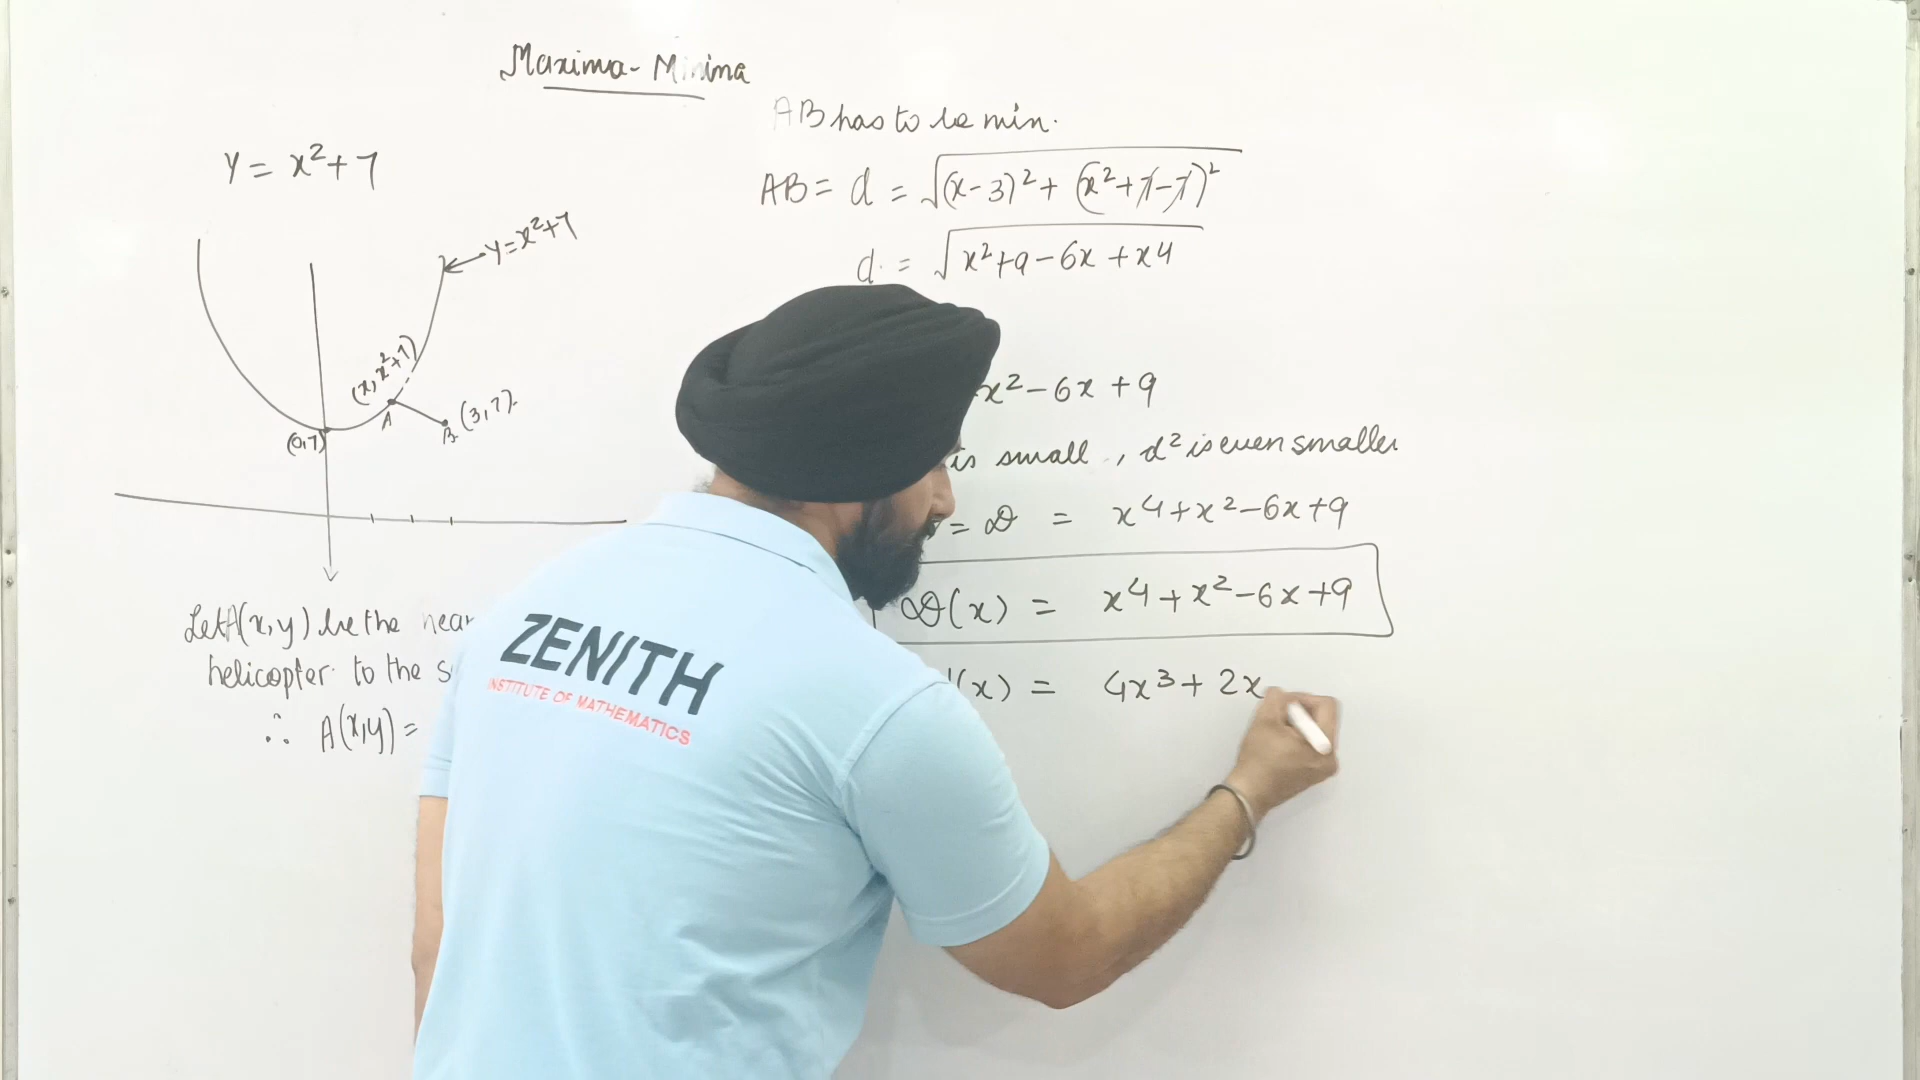 Maxima-Minima
Y = x²+7
y=x²+7
(x, x²+7)
A
B (3,7)
(0,7)
Let A(x,y) be the near
helicopter to the s
∴ A(x,y) =
AB has to be min.
AB = d = √(x-3)²+(x²+7-7)²
d = √x²+9-6x+x4
x²-6x+9
is small, d² is even smaller
= D = x4+x²-6x+9
D(x) = x4+x²-6x+9
'(x) = 4x³+2x
ZENITH
INSTITUTE OF MATHEMATICS